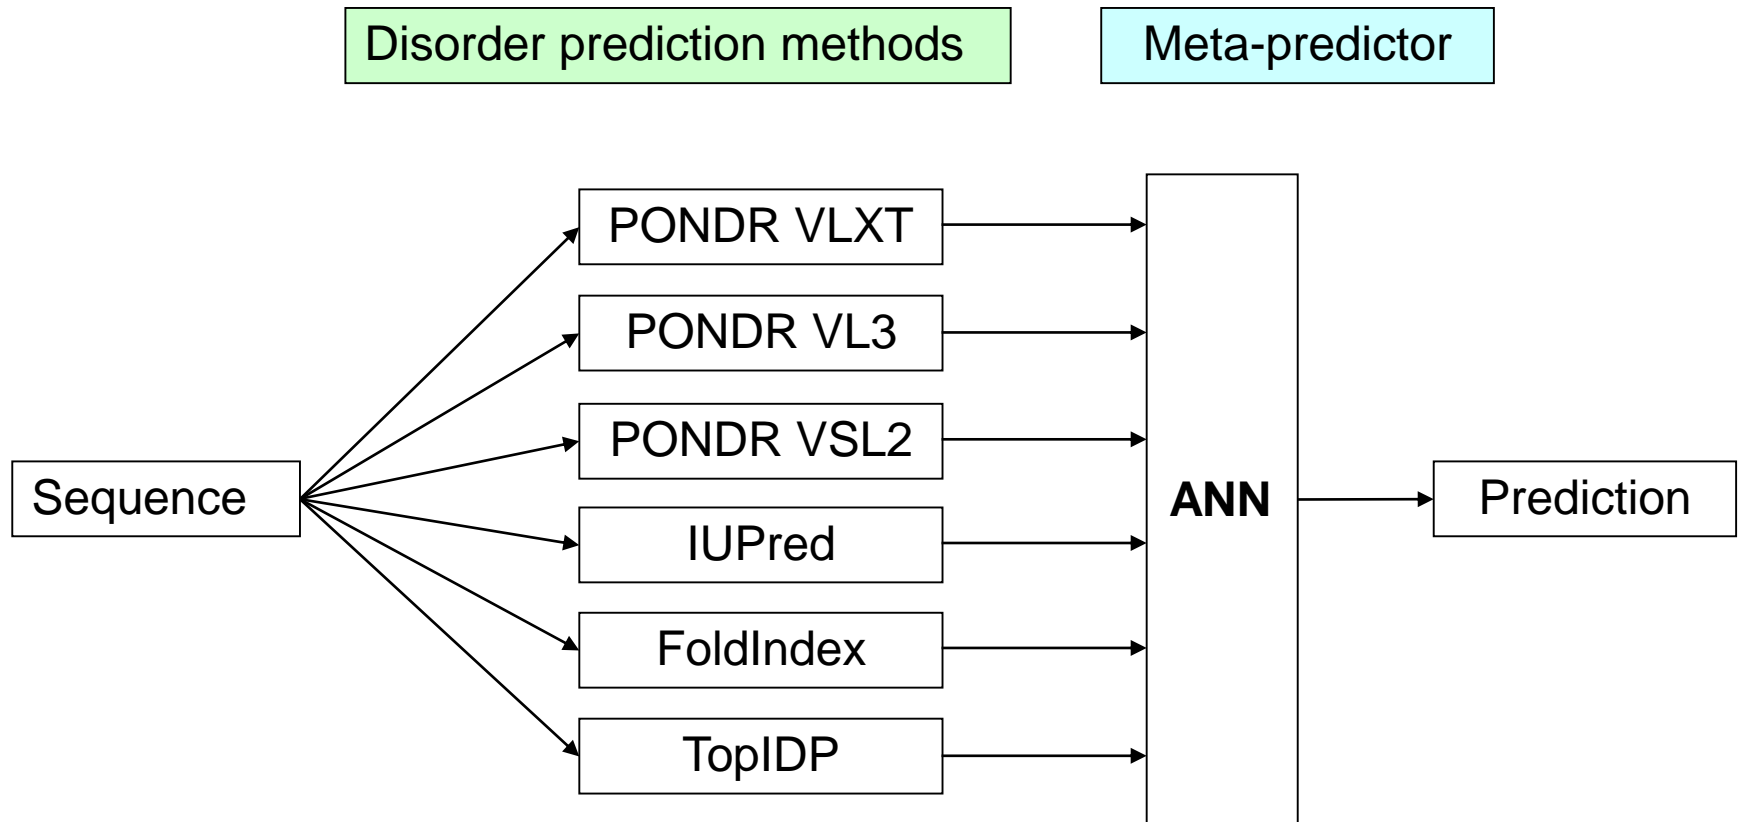 Disorder prediction methods
Meta-predictor
PONDR VLXT
PONDR VL3
PONDR VSL2
Sequence
IUPred
FoldIndex
TopIDP
ANN
Prediction